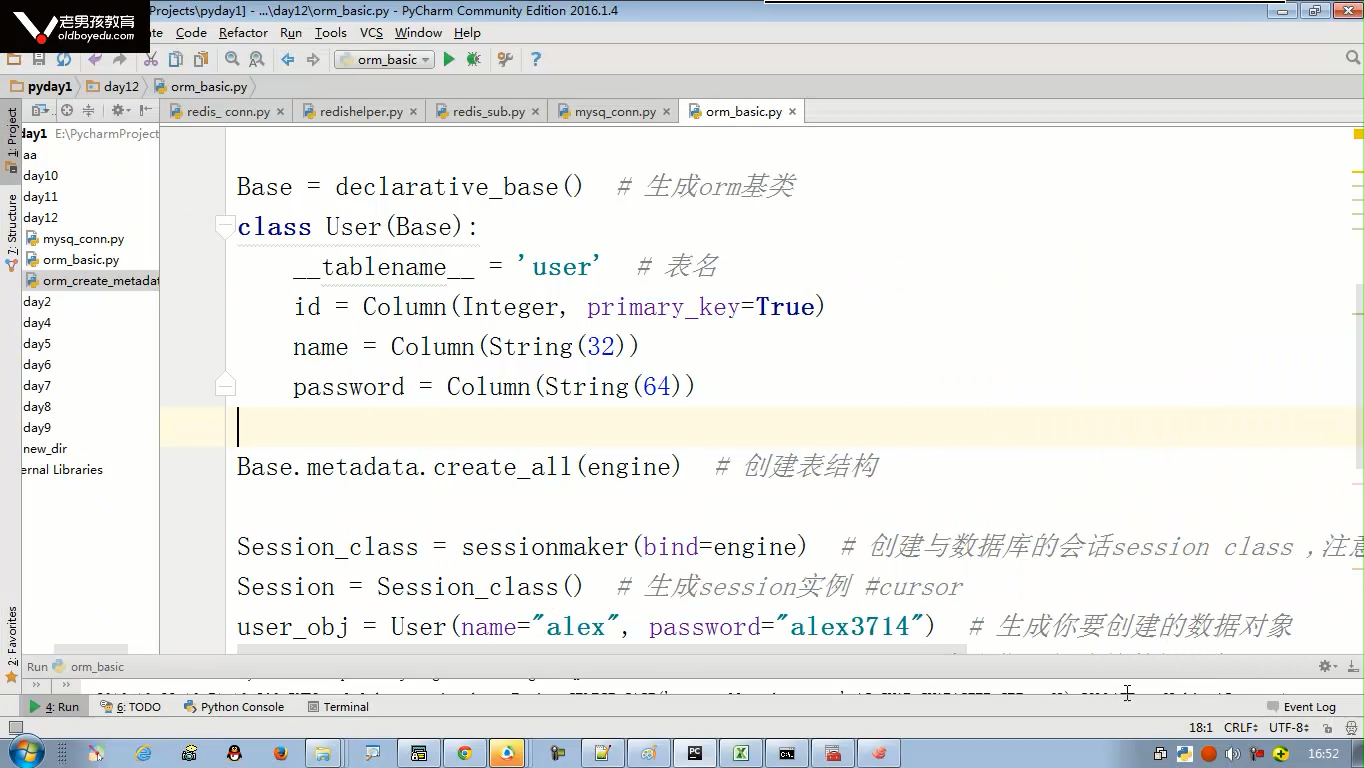 老男孩教育
oldboyedu.com
Projects\pyday1] - ...\day12\orm_basic.py - PyCharm Community Edition 2016.1.4
Code Refactor Run Tools VCS Window Help
orm_basic
pyday1 day12 orm_basic.py
redis_ conn.py redishelper.py redis_sub.py mysq_conn.py orm_basic.py
1: Project
7: Structure
2: Favorites
day1 E:\PycharmProject
aa
day10
day11
day12
mysq_conn.py
orm_basic.py
orm_create_metadat
day2
day4
day5
day6
day7
day8
day9
new_dir
ernal Libraries
Base = declarative_base() # 生成orm基类
class User(Base):
__tablename__ = 'user' # 表名
id = Column(Integer, primary_key=True)
name = Column(String(32))
password = Column(String(64))
Base.metadata.create_all(engine) # 创建表结构
Session_class = sessionmaker(bind=engine) # 创建与数据库的会话session class ,注意
Session = Session_class() # 生成session实例 #cursor
user_obj = User(name="alex", password="alex3714") # 生成你要创建的数据对象
Run orm_basic
4: Run 6: TODO Python Console Terminal Event Log
18:1 CRLF UTF-8
16:52